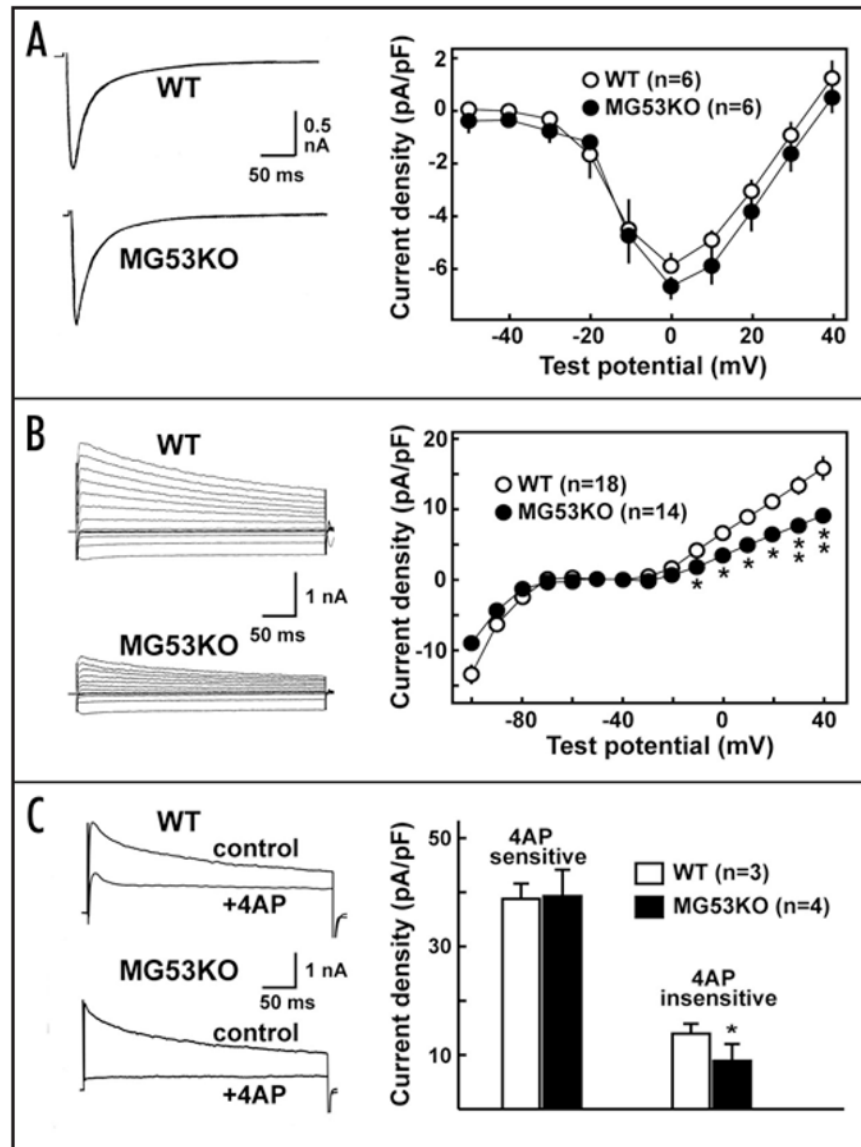 A
WT
0.5
nA
50 ms
MG53KO
Current density (pA/pF)
2
0
-2
-4
-6
WT (n=6)
MG53KO (n=6)
-40
-20
0
20
40
Test potential (mV)
B
WT
1 nA
50 ms
MG53KO
Current density (pA/pF)
20
10
0
-10
WT (n=18)
MG53KO (n=14)
* * * * * *
* *
-80
-40
0
40
Test potential (mV)
C
WT
control
+4AP
1 nA
50 ms
MG53KO
control
+4AP
Current density (pA/pF)
50
30
10
4AP
sensitive
WT (n=3)
MG53KO (n=4)
4AP
insensitive
*